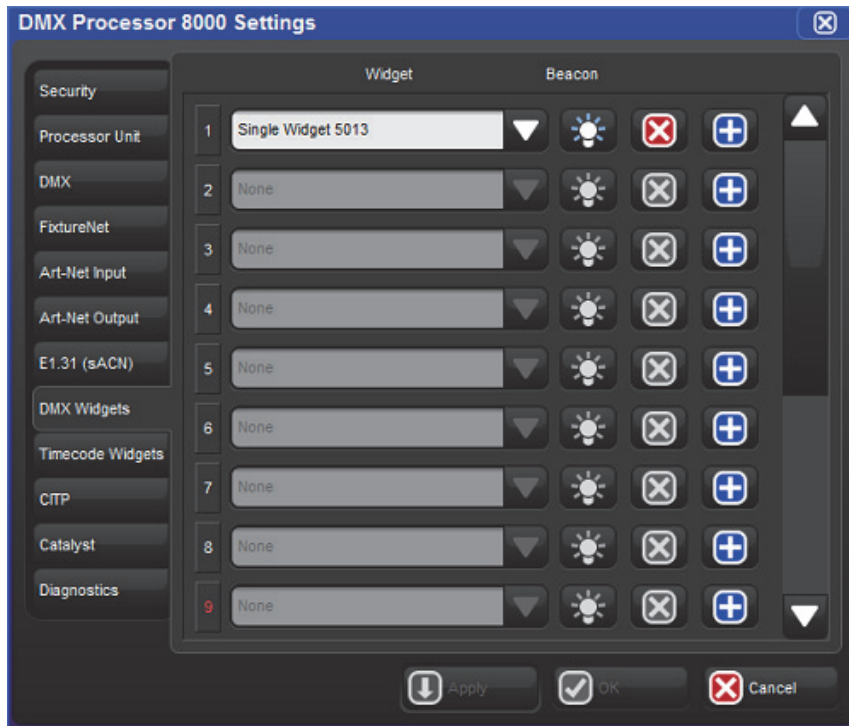 DMX Processor 8000 Settings
Widget Beacon
Security
Processor Unit
DMX
FixtureNet
Art-Net Input
Art-Net Output
E1.31 (sACN)
DMX Widgets
Timecode Widgets
CITP
Catalyst
Diagnostics
1 Single Widget 5013
2 None
3 None
4 None
5 None
6 None
7 None
8 None
9 None
Apply OK Cancel